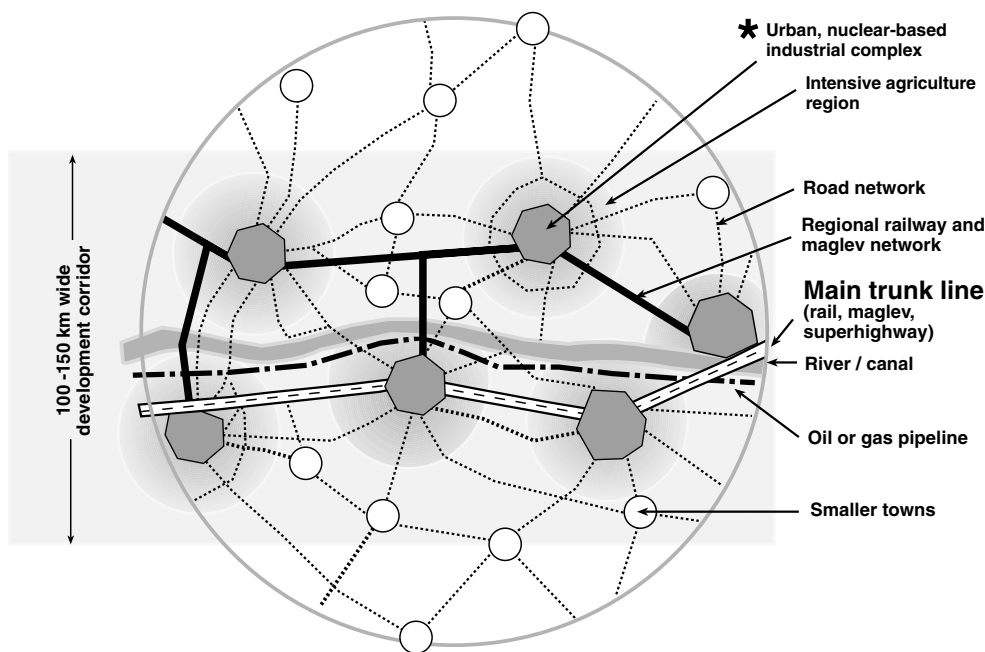 * Urban, nuclear-based
industrial complex
Intensive agriculture
region
Road network
Regional railway and
maglev network
Main trunk line
(rail, maglev,
superhighway)
River / canal
Oil or gas pipeline
Smaller towns
100 -150 km wide
development corridor